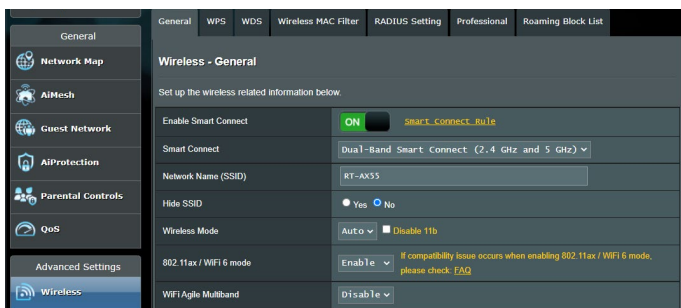 General
Network Map
AiMesh
Guest Network
AiProtection
Parental Controls
QoS
Advanced Settings
Wireless
General WPS WDS Wireless MAC Filter RADIUS Setting Professional Roaming Block List
Wireless - General
Set up the wireless related information below.
Enable Smart Connect ON Smart Connect Rule
Smart Connect Dual-Band Smart Connect (2.4 GHz and 5 GHz)
Network Name (SSID) RT-AX55
Hide SSID Yes No
Wireless Mode Auto Disable 11b
802.11ax / WiFi 6 mode Enable If compatibility issue occurs when enabling 802.11ax / WiFi 6 mode,
please check: FAQ
WiFi Agile Multiband Disable